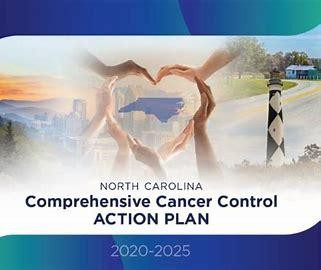 NORTH CAROLINA
Comprehensive Cancer Control
ACTION PLAN
2020-2025